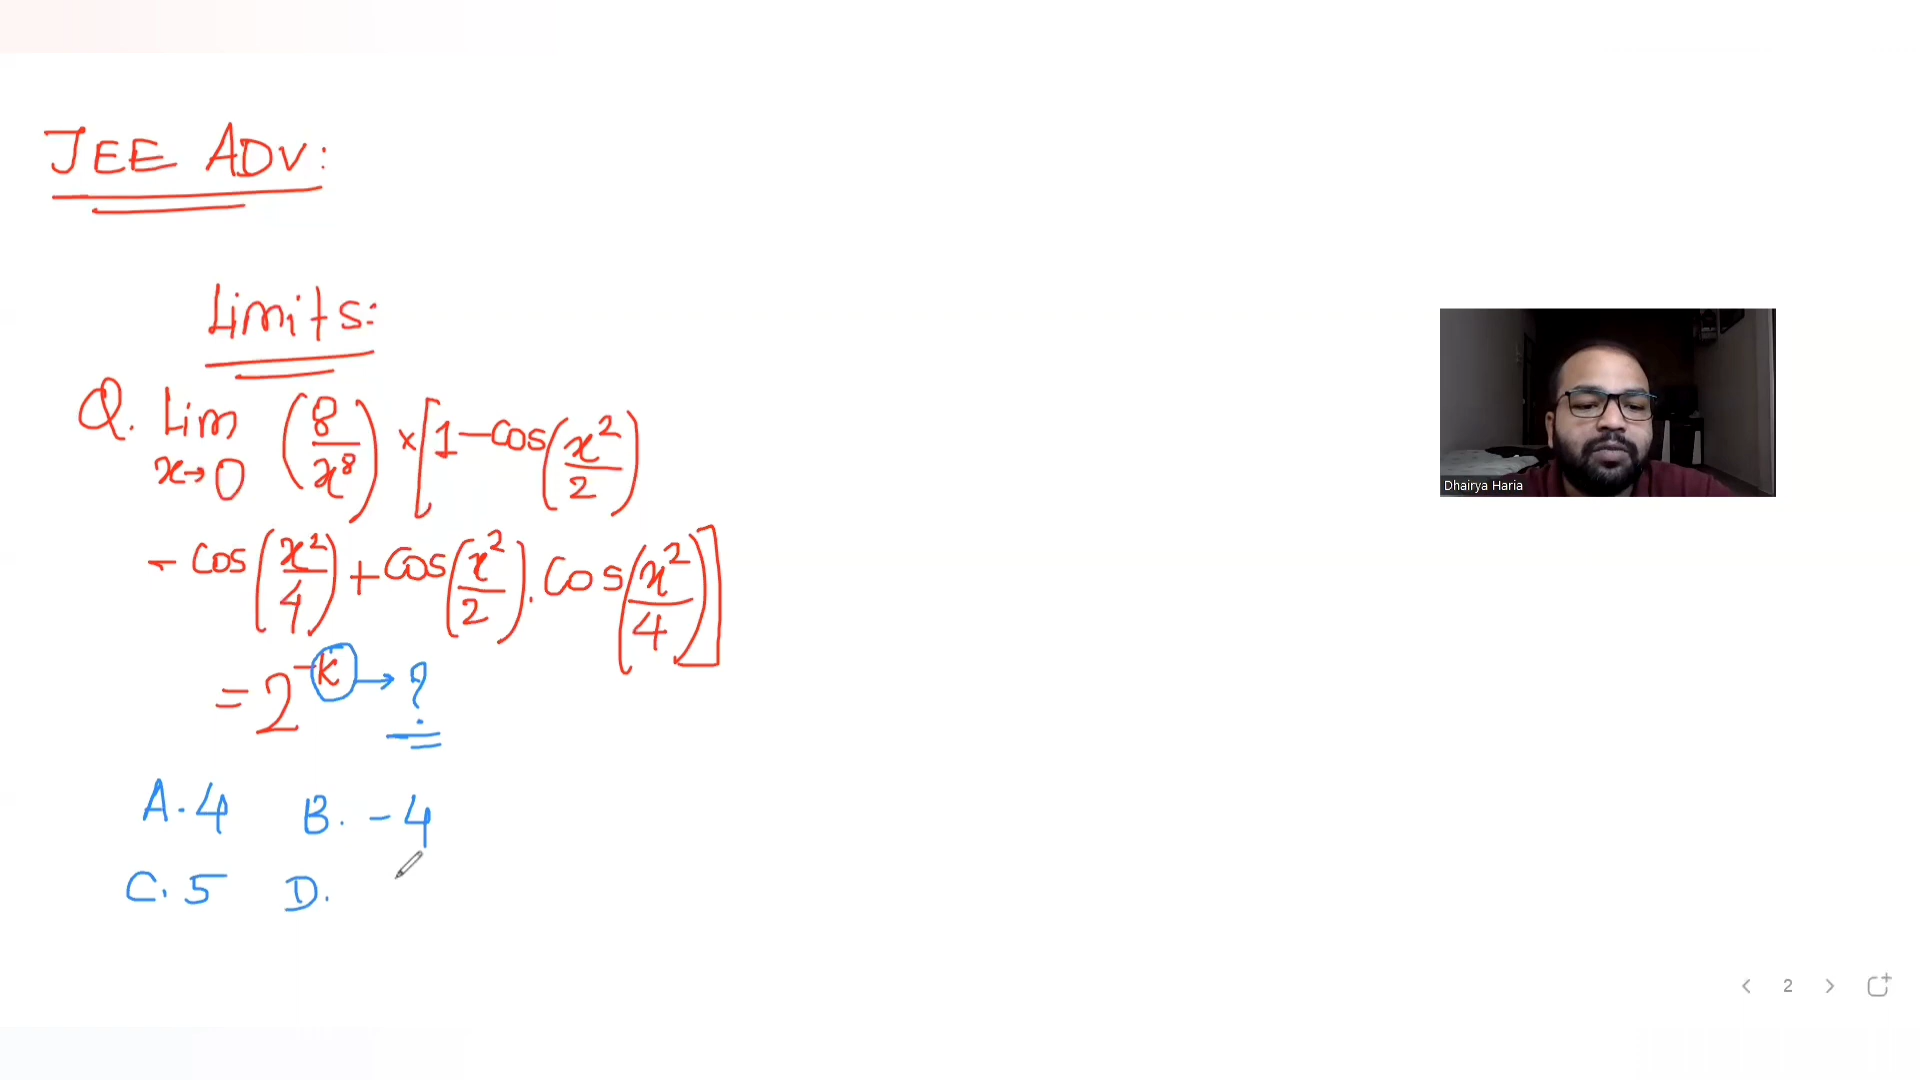 JEE ADV:
Limits:
Q. Lim x→0 (8/x⁸) × [1 - cos(x²/2)
- cos(x²/4) + cos(x²/2) . cos(x²/4)]
= 2^-k → ?
A. 4 B. - 4
C. 5 D.
Dhairya Haria
2